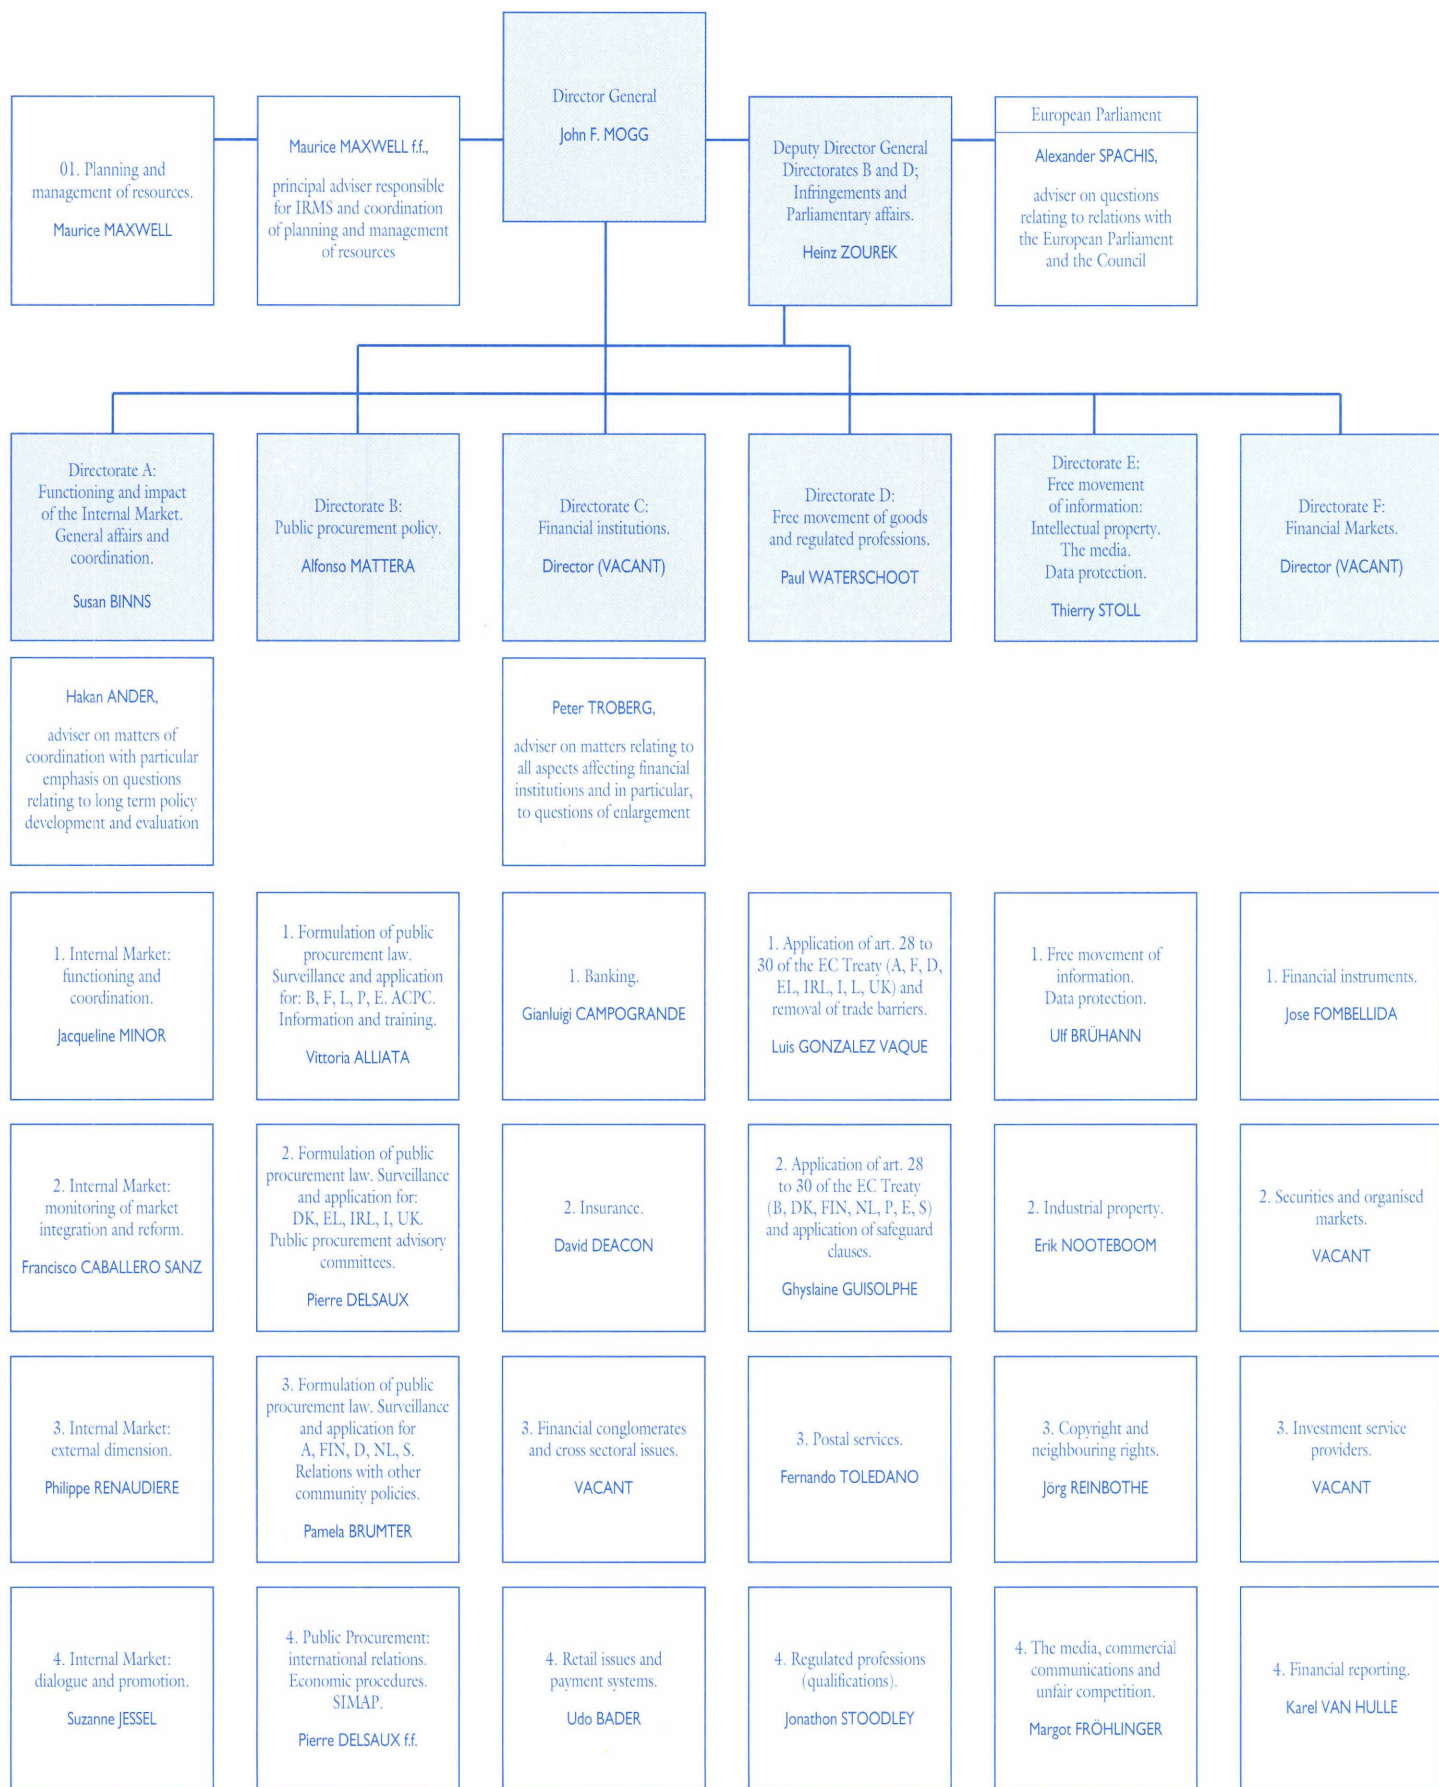 Director General
John F. MOGG
01. Planning and
management of resources.
Maurice MAXWELL
Maurice MAXWELL f.f.,
principal adviser responsible
for IRMS and coordination
of planning and management
of resources
Deputy Director General
Directorates B and D;
Infringements and
Parliamentary affairs.
Heinz ZOUREK
European Parliament
Alexander SPACHIS,
adviser on questions
relating to relations with
the European Parliament
and the Council
Directorate A:
Functioning and impact
of the Internal Market.
General affairs and
coordination.
Susan BINNS
Directorate B:
Public procurement policy.
Alfonso MATTERA
Directorate C:
Financial institutions.
Director (VACANT)
Directorate D:
Free movement of goods
and regulated professions.
Paul WATERSCHOOT
Directorate E:
Free movement
of information:
Intellectual property.
The media.
Data protection.
Thierry STOLL
Directorate F:
Financial Markets.
Director (VACANT)
Hakan ANDER,
adviser on matters of
coordination with particular
emphasis on questions
relating to long term policy
development and evaluation
Peter TROBERG,
adviser on matters relating to
all aspects affecting financial
institutions and in particular,
to questions of enlargement
1. Internal Market:
functioning and
coordination.
Jacqueline MINOR
1. Formulation of public
procurement law.
Surveillance and application
for: B, F, L, P, E. ACPC.
Information and training.
Vittoria ALLIATA
1. Banking.
Gianluigi CAMPOGRANDE
1. Application of art. 28 to
30 of the EC Treaty (A, F, D,
EL, IRL, I, L, UK) and
removal of trade barriers.
Luis GONZALEZ VAQUE
1. Free movement of
information.
Data protection.
Ulf BRÜHANN
1. Financial instruments.
Jose FOMBELLIDA
2. Internal Market:
monitoring of market
integration and reform.
Francisco CABALLERO SANZ
2. Formulation of public
procurement law. Surveillance
and application for:
DK, EL, IRL, I, UK.
Public procurement advisory
committees.
Pierre DELSAUX
2. Insurance.
David DEACON
2. Application of art. 28
to 30 of the EC Treaty
(B, DK, FIN, NL, P, E, S)
and application of safeguard
clauses.
Ghyslaine GUISOLPHE
2. Industrial property.
Erik NOOTEBOOM
2. Securities and organised
markets.
VACANT
3. Internal Market:
external dimension.
Philippe RENAUDIERE
3. Formulation of public
procurement law. Surveillance
and application for
A, FIN, D, NL, S.
Relations with other
community policies.
Pamela BRUMTER
3. Financial conglomerates
and cross sectoral issues.
VACANT
3. Postal services.
Fernando TOLEDANO
3. Copyright and
neighbouring rights.
Jörg REINBOTHE
3. Investment service
providers.
VACANT
4. Internal Market:
dialogue and promotion.
Suzanne JESSEL
4. Public Procurement:
international relations.
Economic procedures.
SIMAP.
Pierre DELSAUX f.f.
4. Retail issues and
payment systems.
Udo BADER
4. Regulated professions
(qualifications).
Jonathon STOODLEY
4. The media, commercial
communications and
unfair competition.
Margot FRÖHLINGER
4. Financial reporting.
Karel VAN HULLE